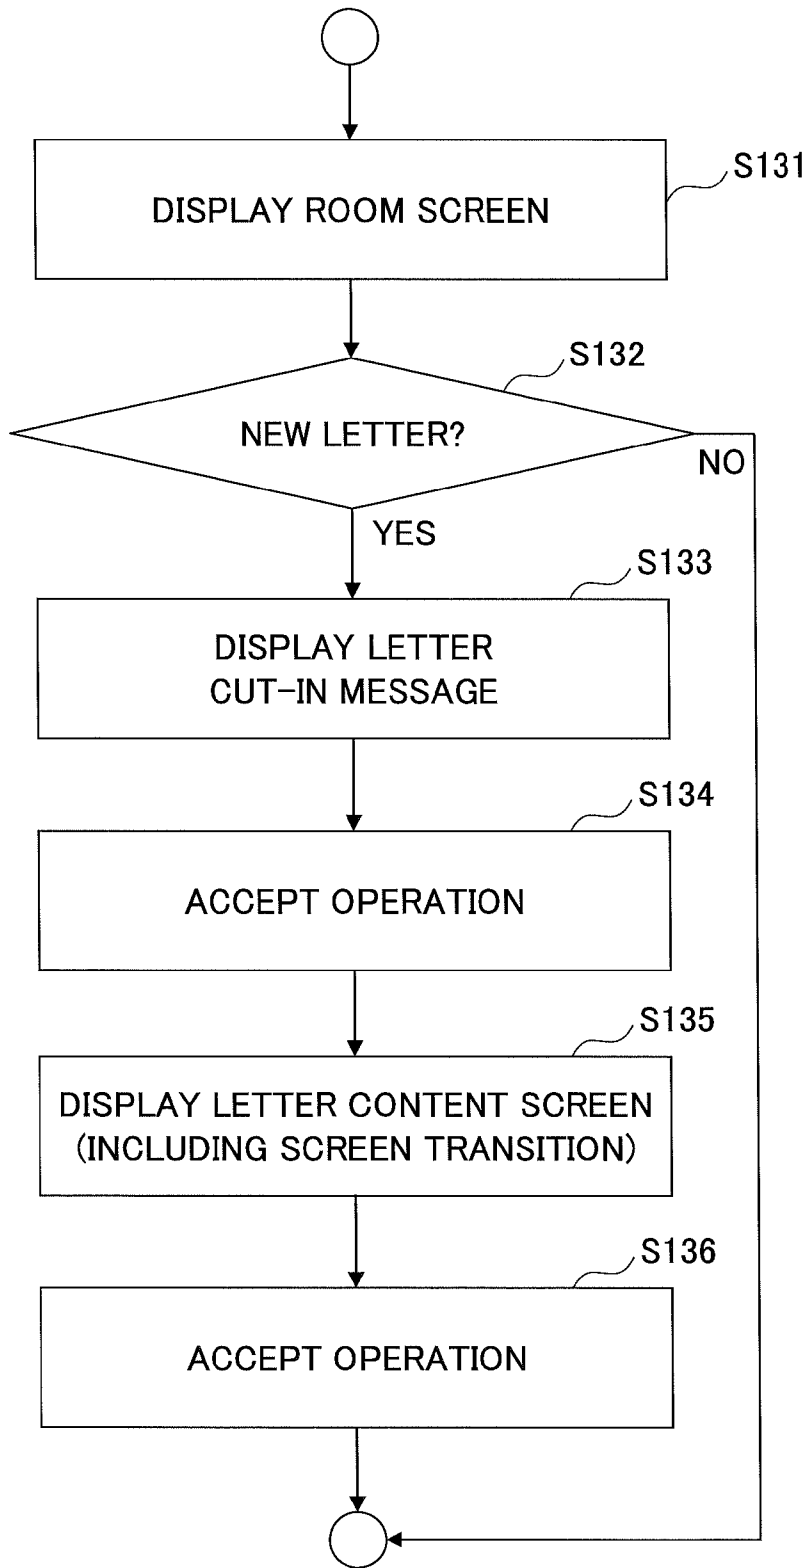 S131
DISPLAY ROOM SCREEN
S132
NEW LETTER?
NO
YES
S133
DISPLAY LETTER
CUT-IN MESSAGE
S134
ACCEPT OPERATION
S135
DISPLAY LETTER CONTENT SCREEN
(INCLUDING SCREEN TRANSITION)
S136
ACCEPT OPERATION